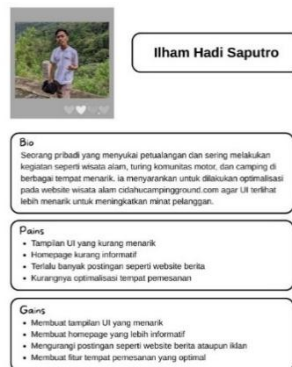 Ilham Hadi Saputro
Bio
Seorang pribadi yang menyukai petualangan dan sering melakukan
kegiatan seperti wisata alam, turing komunitas motor, dan camping di
berbagai tempat menarik. ia menyarankan untuk dilakukan optimalisasi
pada website wisata alam cidahucampingground.com agar UI terlihat
lebih menarik untuk meningkatkan minat pelanggan.
Pains
• Tampilan UI yang kurang menarik
• Homepage kurang informatif
• Terlalu banyak postingan seperti website berita
• Kurangnya optimalisasi tempat pemesanan
Gains
• Membuat tampilan UI yang menarik
• Membuat homepage yang lebih informatif
• Mengurangi postingan seperti website berita ataupun iklan
• Membuat fitur tempat pemesanan yang optimal